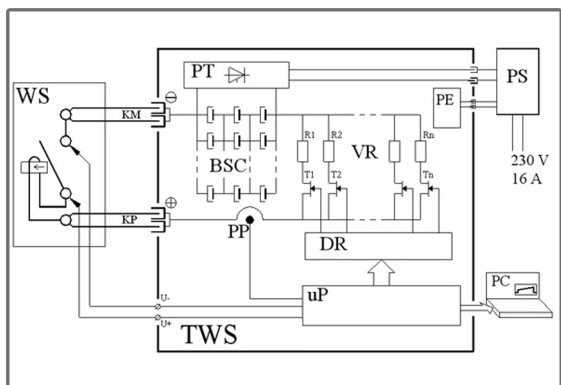 PT
PS
WS
⊖
PE
KM
R1 R2 Rn
BSC
VR
230 V
16 A
T1 T2 Tn
⊕
KP
PP
DR
PC
uP
U-
U+
TWS